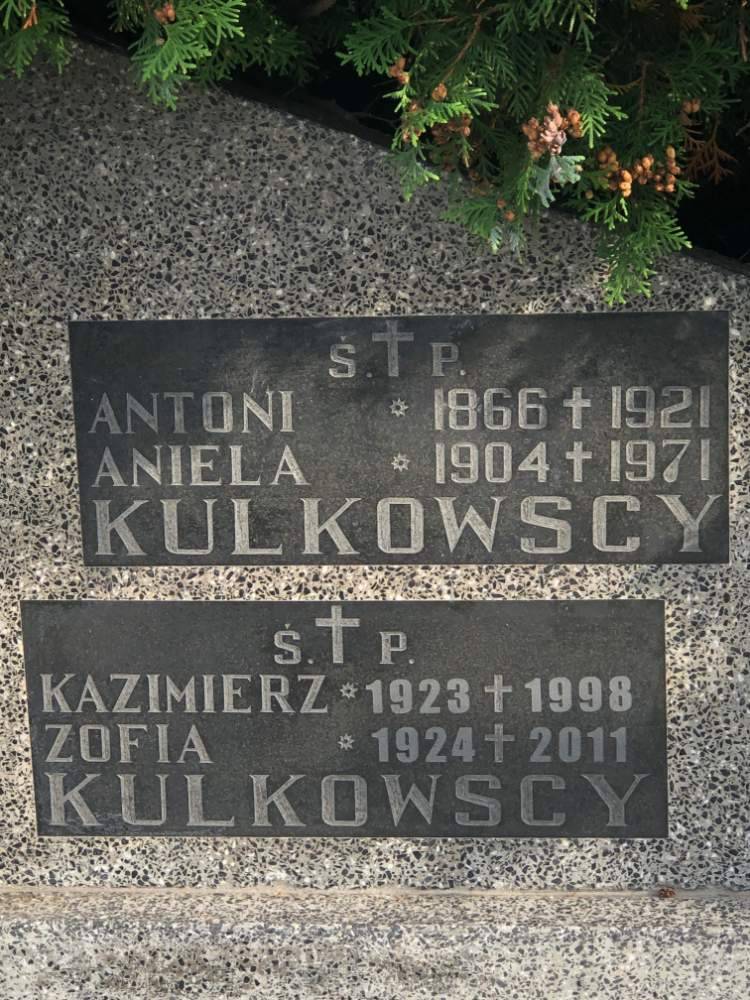 Ś. † P.
ANTONI * 1866 † 1921
ANIELA * 1904 † 1971
KULKOWSCY
Ś. † P.
KAZIMIERZ * 1923 † 1998
ZOFIA * 1924 † 2011
KULKOWSCY